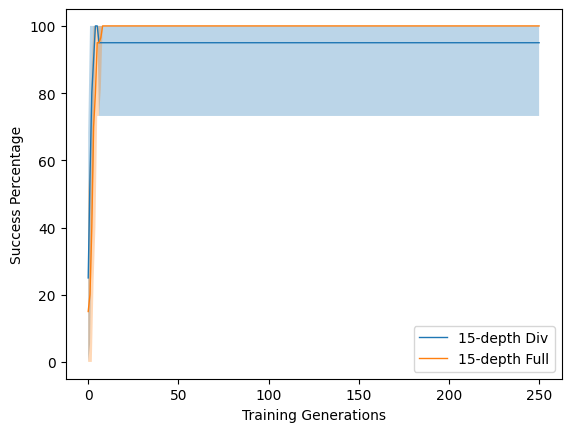 100
80
60
40
20
0
Success Percentage
0 50 100 150 200 250
Training Generations
15-depth Div
15-depth Full